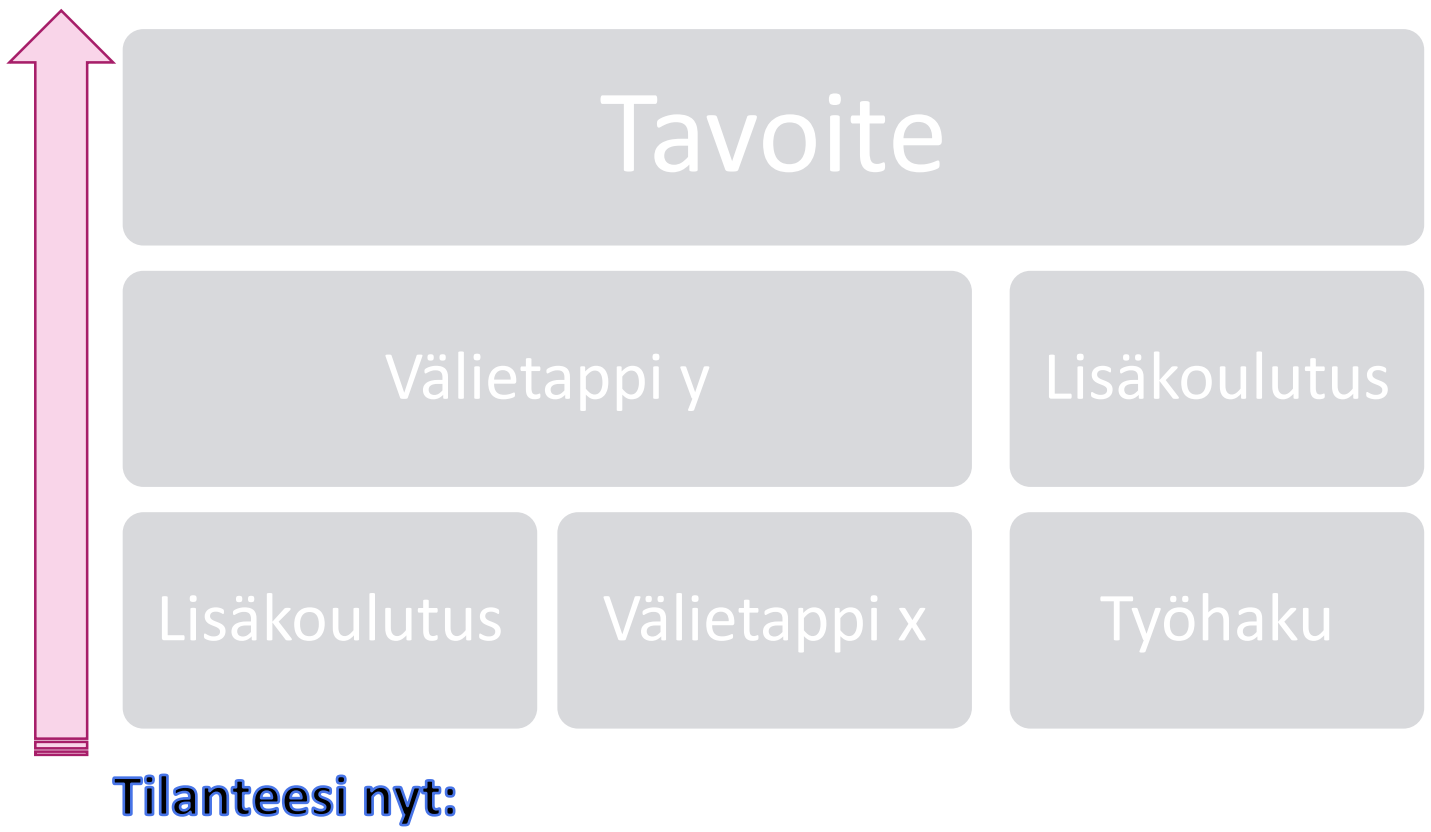 Tavoite
Välietappi y
Lisäkoulutus
Lisäkoulutus
Välietappi x
Työhaku
Tilanteesi nyt: